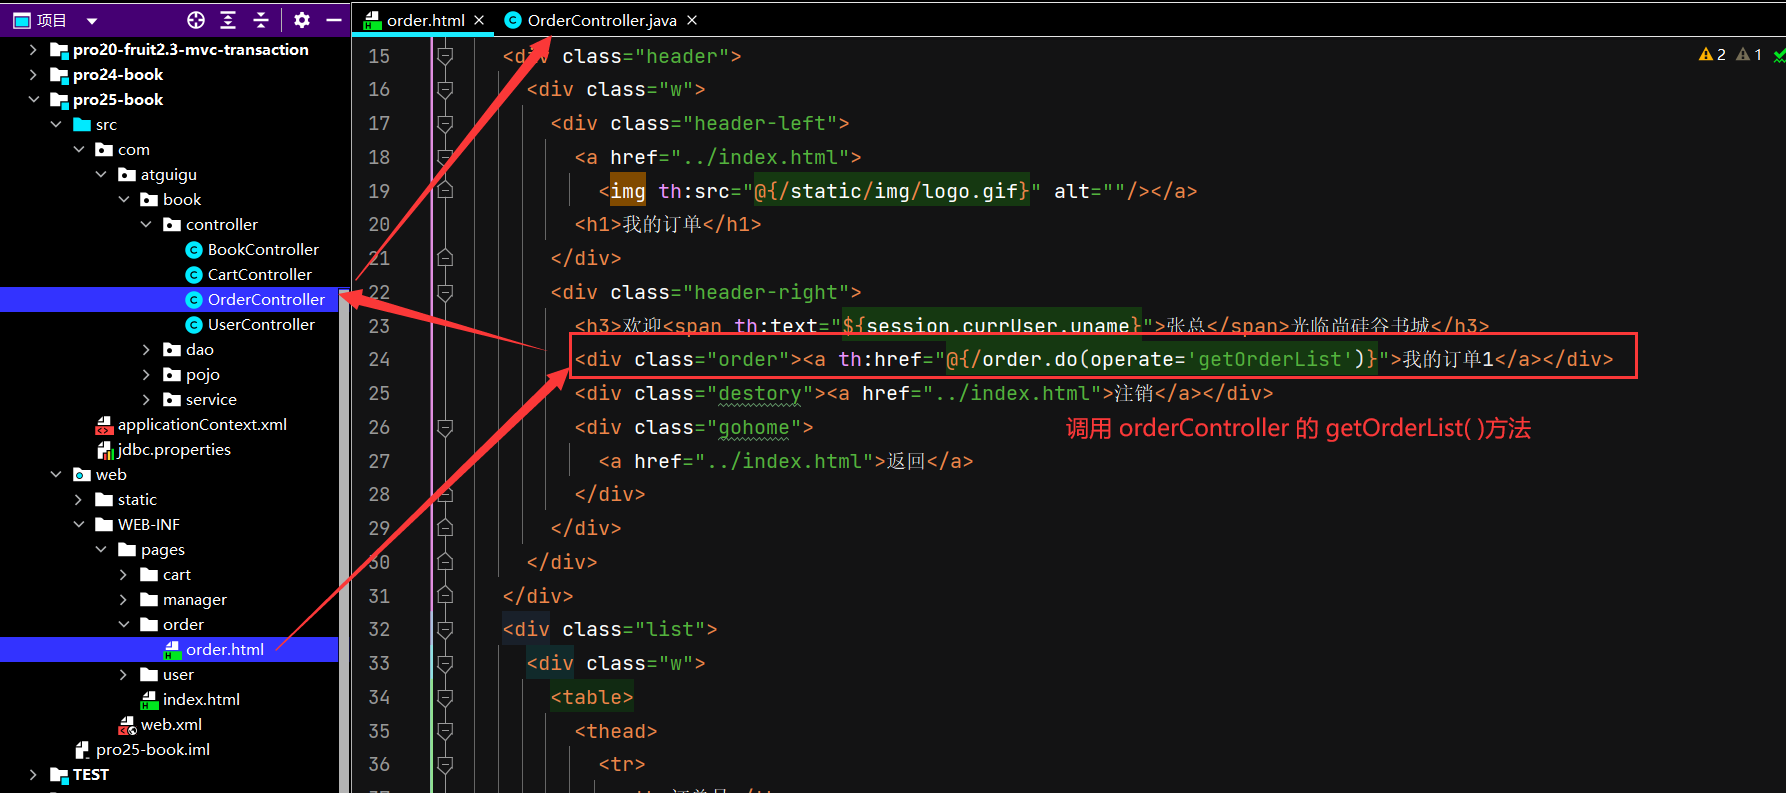 项目
pro20-fruit2.3-mvc-transaction
pro24-book
pro25-book
src
com
atguigu
book
controller
BookController
CartController
OrderController
UserController
dao
pojo
service
applicationContext.xml
jdbc.properties
web
static
WEB-INF
pages
cart
manager
order
order.html
user
index.html
web.xml
pro25-book.iml
TEST
order.html
OrderController.java
2 1
15 <div class="header">
16 <div class="w">
17 <div class="header-left">
18 <a href="../index.html">
19 <img th:src="@{/static/img/logo.gif}" alt=""/></a>
20 <h1>我的订单</h1>
21 </div>
22 <div class="header-right">
23 <h3>欢迎<span th:text="${session.currUser.uname}">张总</span>光临尚硅谷书城</h3>
24 <div class="order"><a th:href="@{/order.do(operate='getOrderList')}">我的订单1</a></div>
25 <div class="destory"><a href="../index.html">注销</a></div>
26 <div class="gohome">
调用 orderController 的 getOrderList( )方法
27 <a href="../index.html">返回</a>
28 </div>
29 </div>
30 </div>
31 </div>
32 <div class="list">
33 <div class="w">
34 <table>
35 <thead>
36 <tr>